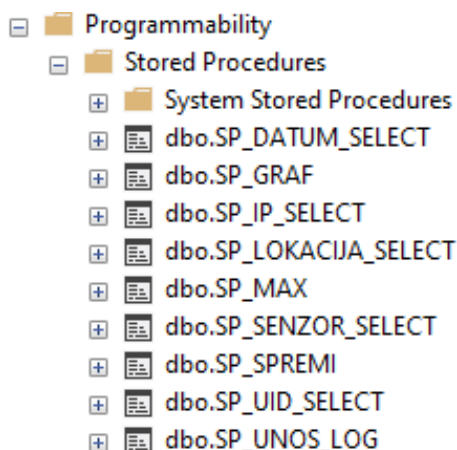 Programmability
Stored Procedures
System Stored Procedures
dbo.SP_DATUM_SELECT
dbo.SP_GRAF
dbo.SP_IP_SELECT
dbo.SP_LOKACIJA_SELECT
dbo.SP_MAX
dbo.SP_SENZOR_SELECT
dbo.SP_SPREMI
dbo.SP_UID_SELECT
dbo.SP_UNOS_LOG